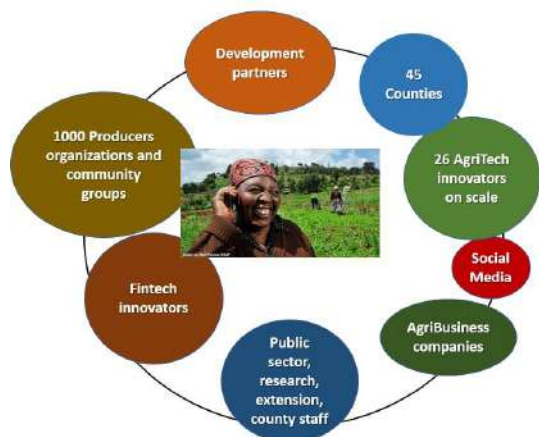 Development
partners
45
Counties
1000 Producers
organizations and
community
groups
26 AgriTech
innovators
on scale
Social
Media
Fintech
innovators
AgriBusiness
companies
Public
sector,
research,
extension,
county staff